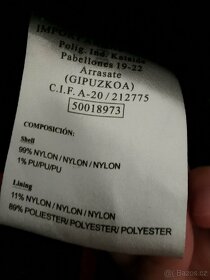 Polig. Ind. Kataide
Pabellones 19-22
Arrasate
(GIPUZKOA)
C.I.F. A-20/212775
50018973
COMPOSICIÓN:
Shell
99% NYLON/ NYLON/ NYLON
1% PU/PU/PU
Lining
11% NYLON/ NYLON/ NYLON
89% POLIESTER/ POLYESTER/ POLYESTER